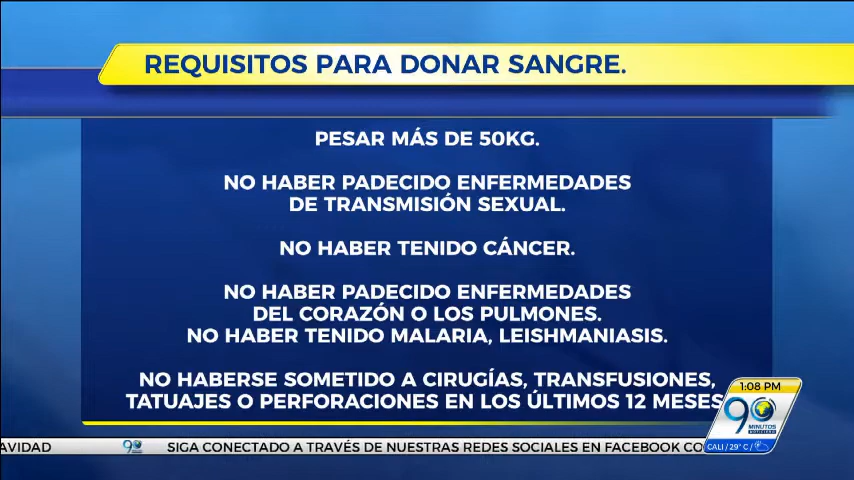 REQUISITOS PARA DONAR SANGRE.
PESAR MÁS DE 50KG.
NO HABER PADECIDO ENFERMEDADES
DE TRANSMISIÓN SEXUAL.
NO HABER TENIDO CÁNCER.
NO HABER PADECIDO ENFERMEDADES
DEL CORAZÓN O LOS PULMONES.
NO HABER TENIDO MALARIA, LEISHMANIASIS.
NO HABERSE SOMETIDO A CIRUGÍAS, TRANSFUSIONES,
TATUAJES O PERFORACIONES EN LOS ÚLTIMOS 12 MESES
1:08 PM
90
MINUTOS
NOTICIERO
CALI / 29° C /
AVIDAD 90 SIGA CONECTADO A TRAVÉS DE NUESTRAS REDES SOCIALES EN FACEBOOK CO